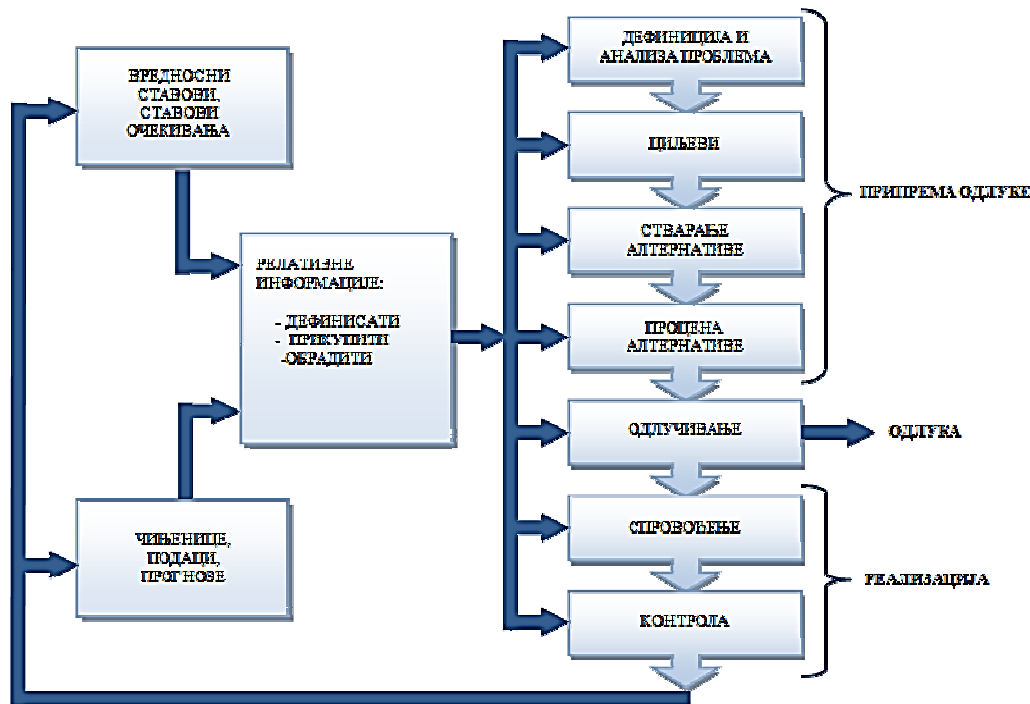 ВРЕДНОСНИ
СТАВОВИ,
СТАВОВИ
ОЧЕКИВАЊА
РЕЛАТИВНЕ
ИНФОРМАЦИЈЕ:
- ДЕФИНИСАТИ
- ПРИКУПИТИ
-ОБРАДИТИ
ЧИЊЕНИЦЕ,
ПОДАЦИ,
ПРОГНОЗЕ
ДЕФИНИЦИЈА И
АНАЛИЗА ПРОБЛЕМА
ЦИЉЕВИ
СТВАРАЊЕ
АЛТЕРНАТИВЕ
ПРОЦЕНА
АЛТЕРНАТИВЕ
ОДЛУЧИВАЊЕ
СПРОВОЂЕЊЕ
КОНТРОЛА
ПРИПРЕМА ОДЛУКЕ
ОДЛУКА
РЕАЛИЗАЦИЈА